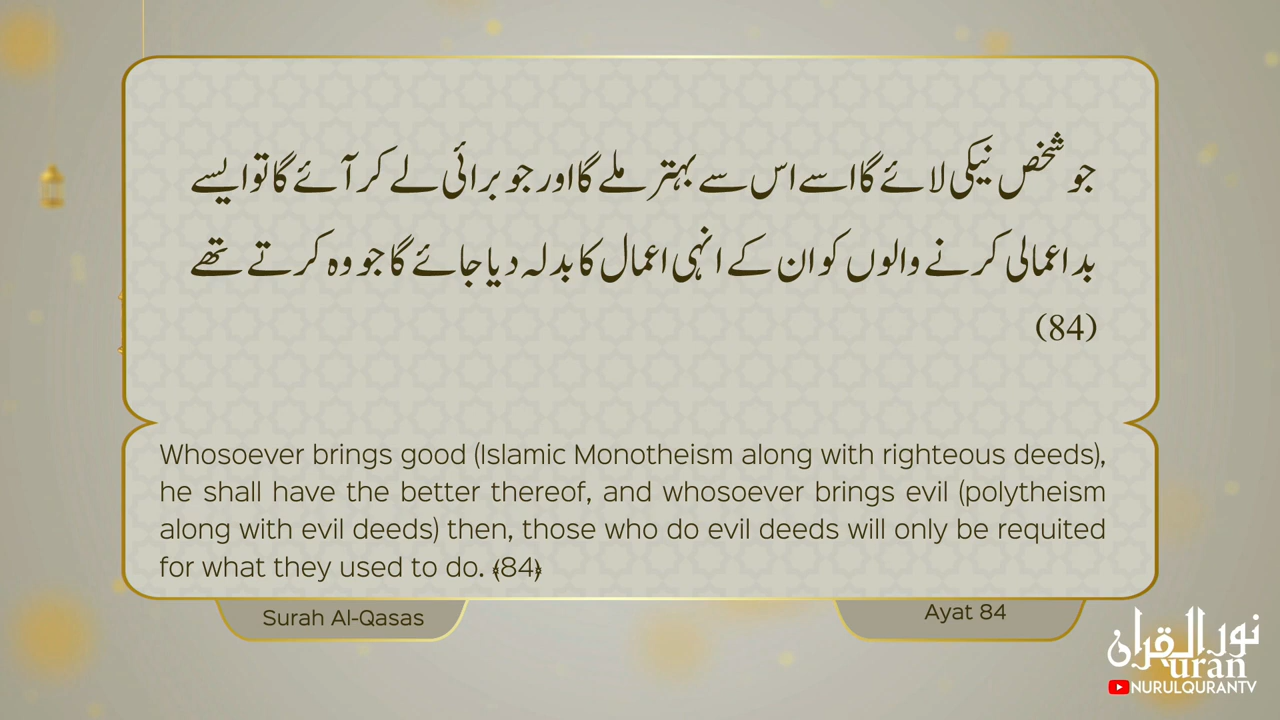 جو شخص نیکی لائے گا اسے اس سے بہتر ملے گا اور جو برائی لے کر آئے گا تو ایسے
بد اعمالی کرنے والوں کو ان کے انہی اعمال کا بدلہ دیا جائے گا جو وہ کرتے تھے
(84)
Whosoever brings good (Islamic Monotheism along with righteous deeds),
he shall have the better thereof, and whosoever brings evil (polytheism
along with evil deeds) then, those who do evil deeds will only be requited
for what they used to do. ﴾84﴿
Surah Al-Qasas
Ayat 84
نور القرآن
uran
NURULQURANTV